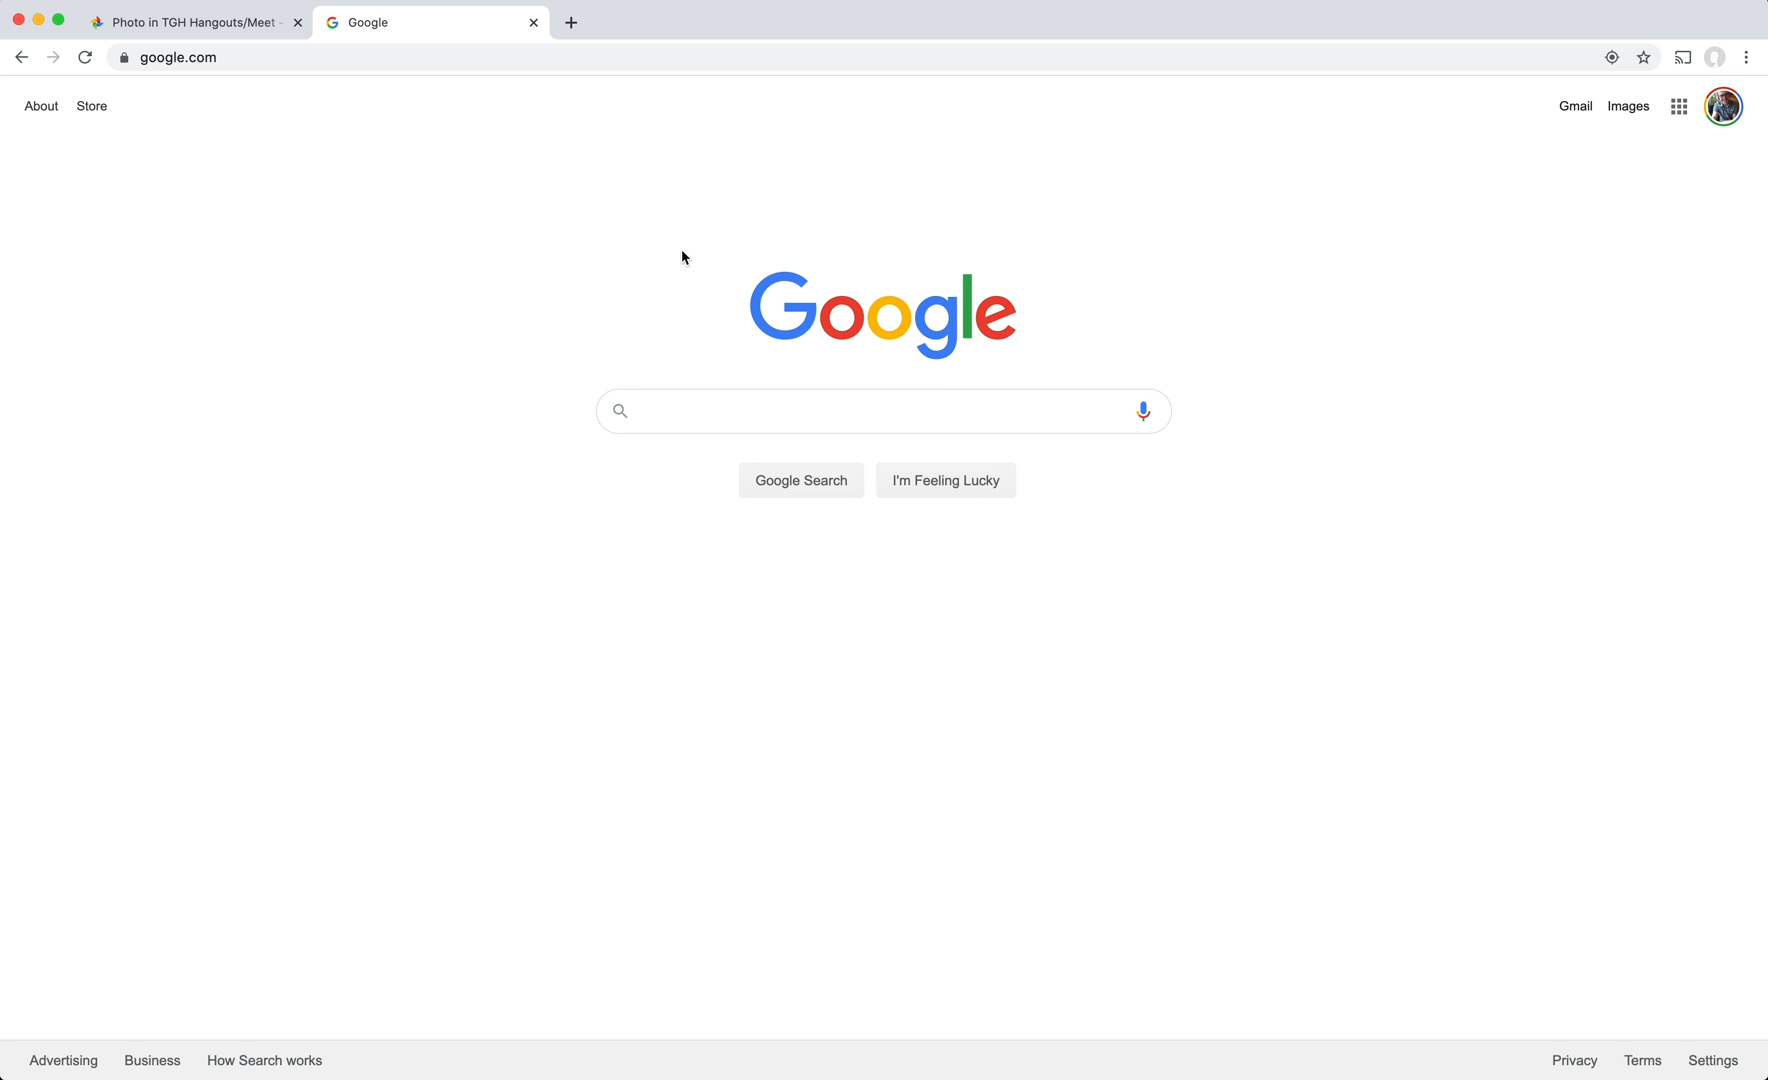 Photo in TGH Hangouts/Meet -
Google
google.com
About Store
Gmail Images
Google
Google Search
I'm Feeling Lucky
Advertising Business How Search works
Privacy Terms Settings